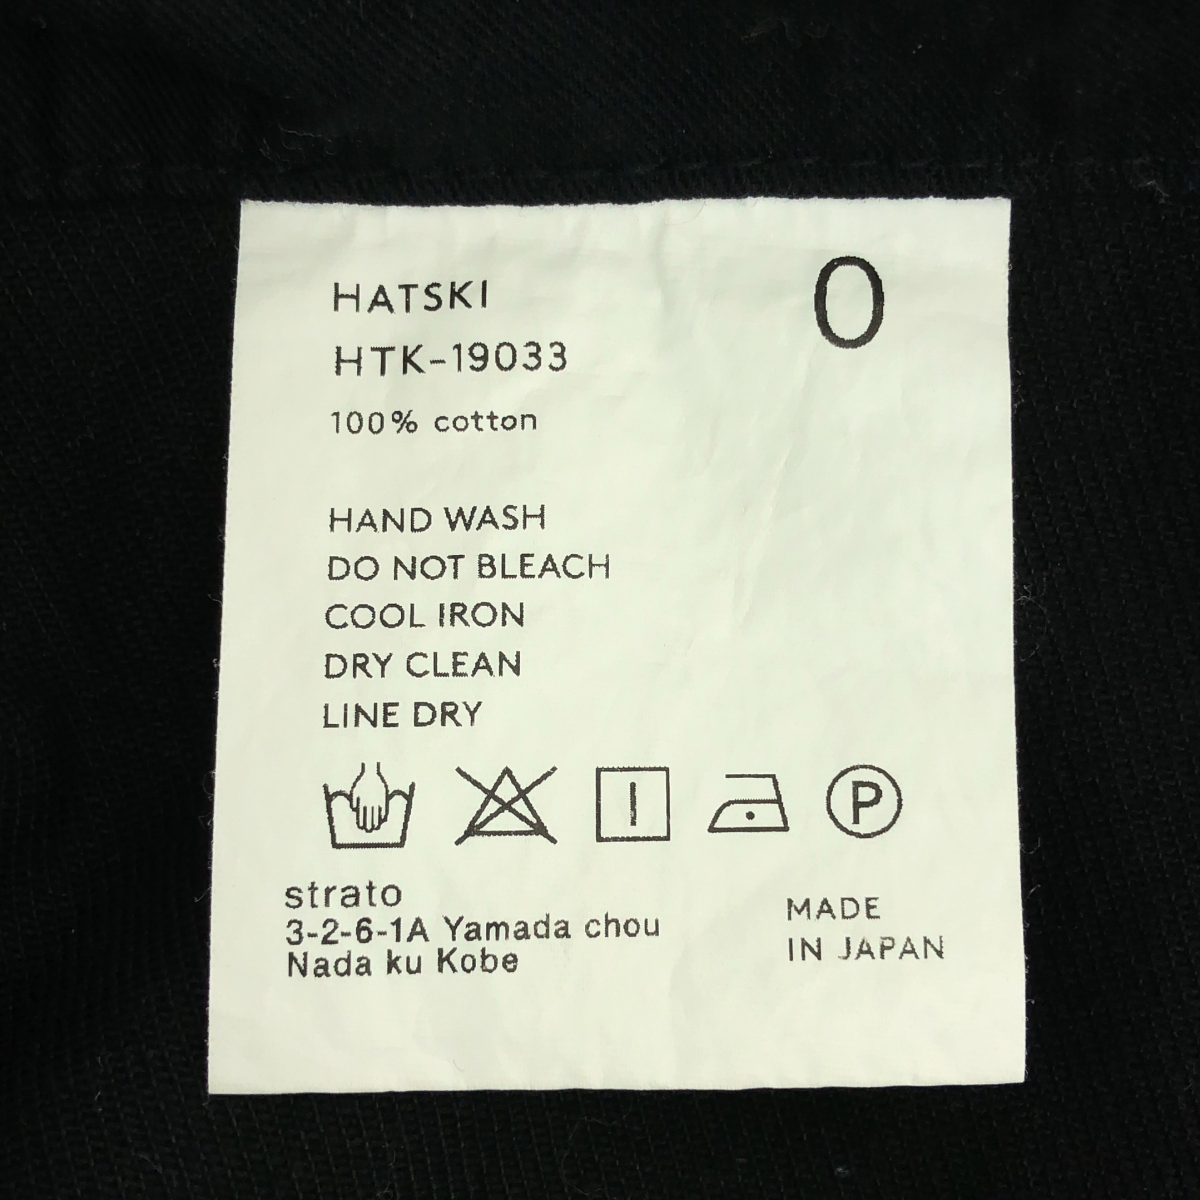 HATSKI
0
HTK-19033
100% cotton
HAND WASH
DO NOT BLEACH
COOL IRON
DRY CLEAN
LINE DRY
P
strato
3-2-6-1A Yamada chou
Nada ku Kobe
MADE
IN JAPAN